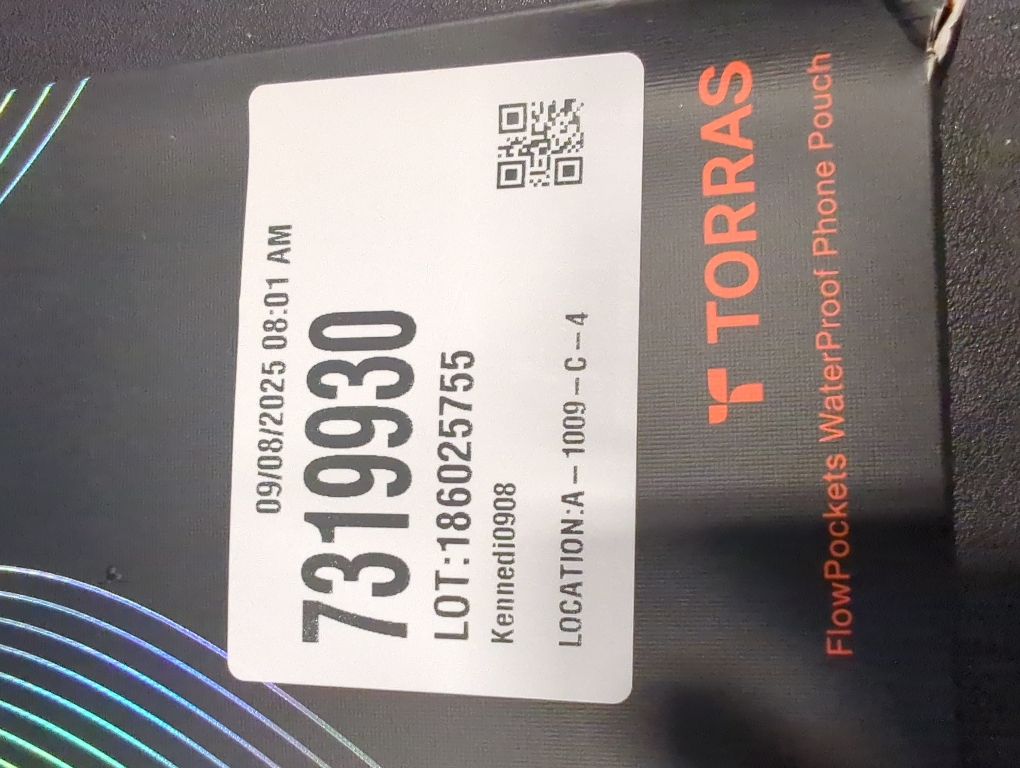 09/08/2025 08:01 AM
7319930
LOT:186025755
Kennedi0908
LOCATION:A-1009-C-4
TORRAS
FlowPockets WaterProof Phone Pouch